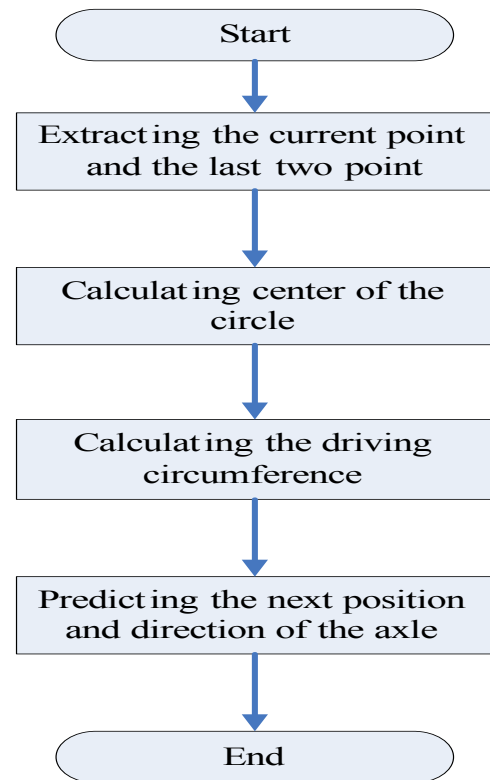 Start
Extracting the current point
and the last two point
Calculating center of the
circle
Calculating the driving
circumference
Predicting the next position
and direction of the axle
End